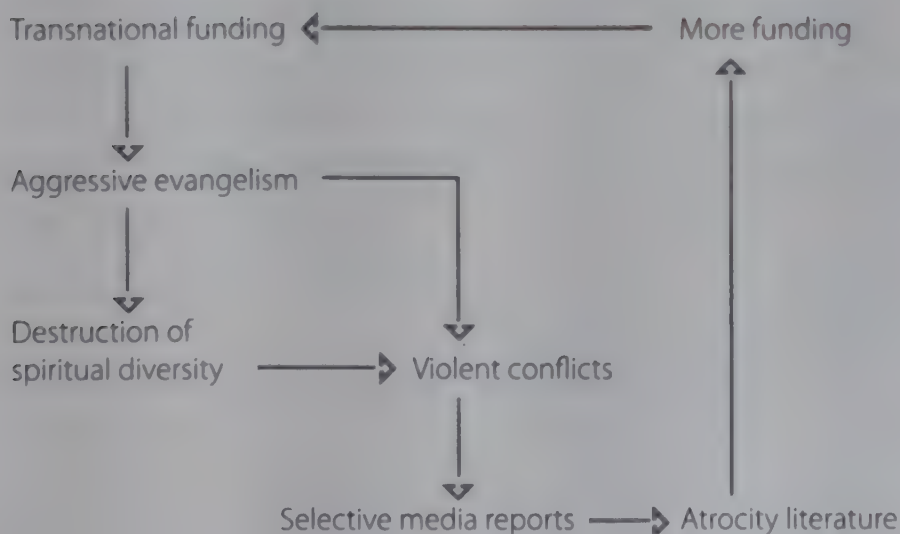 Transnational funding
More funding
Aggressive evangelism
Destruction of
spiritual diversity
Violent conflicts
Selective media reports
Atrocity literature